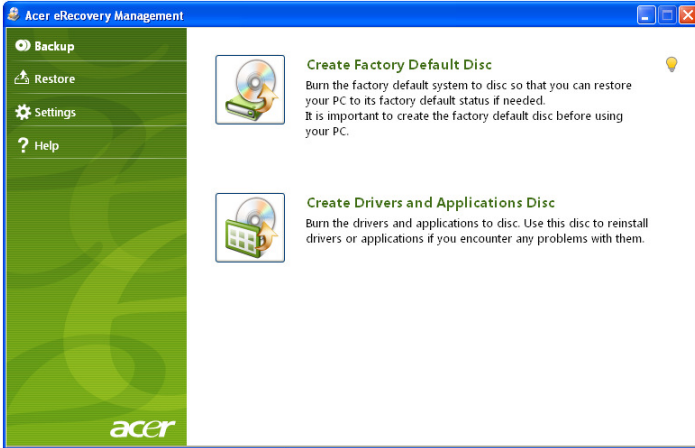 Acer eRecovery Management
Backup
Restore
Settings
? Help
Create Factory Default Disc
Burn the factory default system to disc so that you can restore
your PC to its factory default status if needed.
It is important to create the factory default disc before using
your PC.
Create Drivers and Applications Disc
Burn the drivers and applications to disc. Use this disc to reinstall
drivers or applications if you encounter any problems with them.
acer